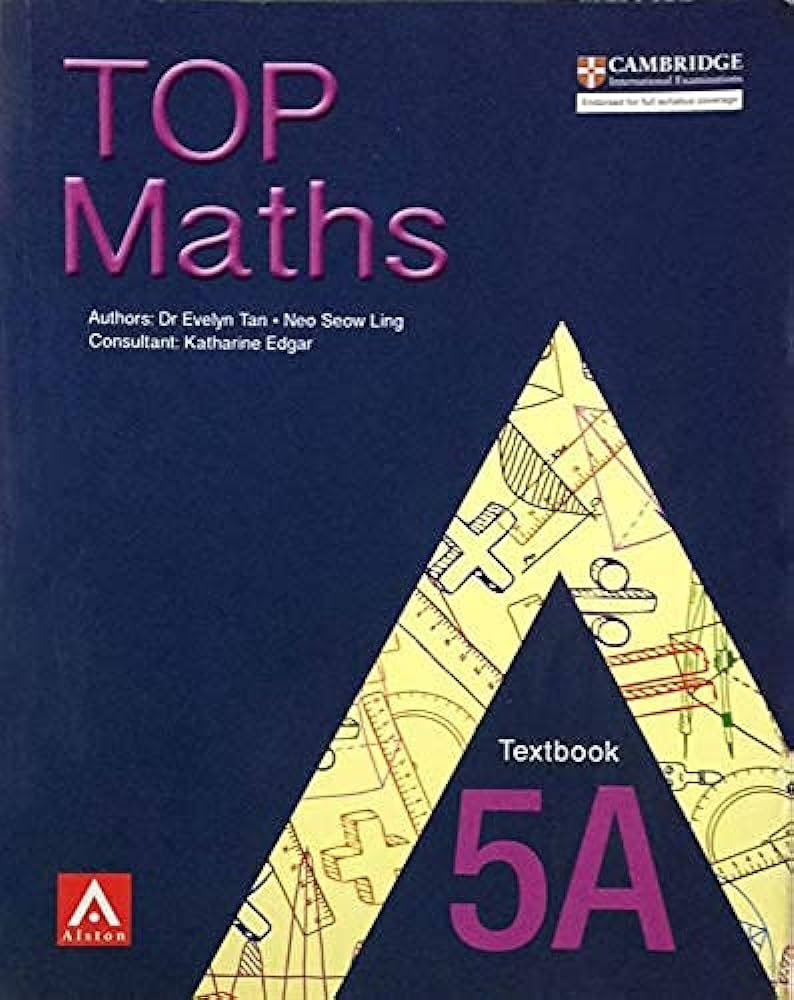 TOP
Maths
CAMBRIDGE
International Examinations
Endorsed for full syllabus coverage
Authors: Dr Evelyn Tan • Neo Seow Ling
Consultant: Katharine Edgar
Textbook
5A
Alston